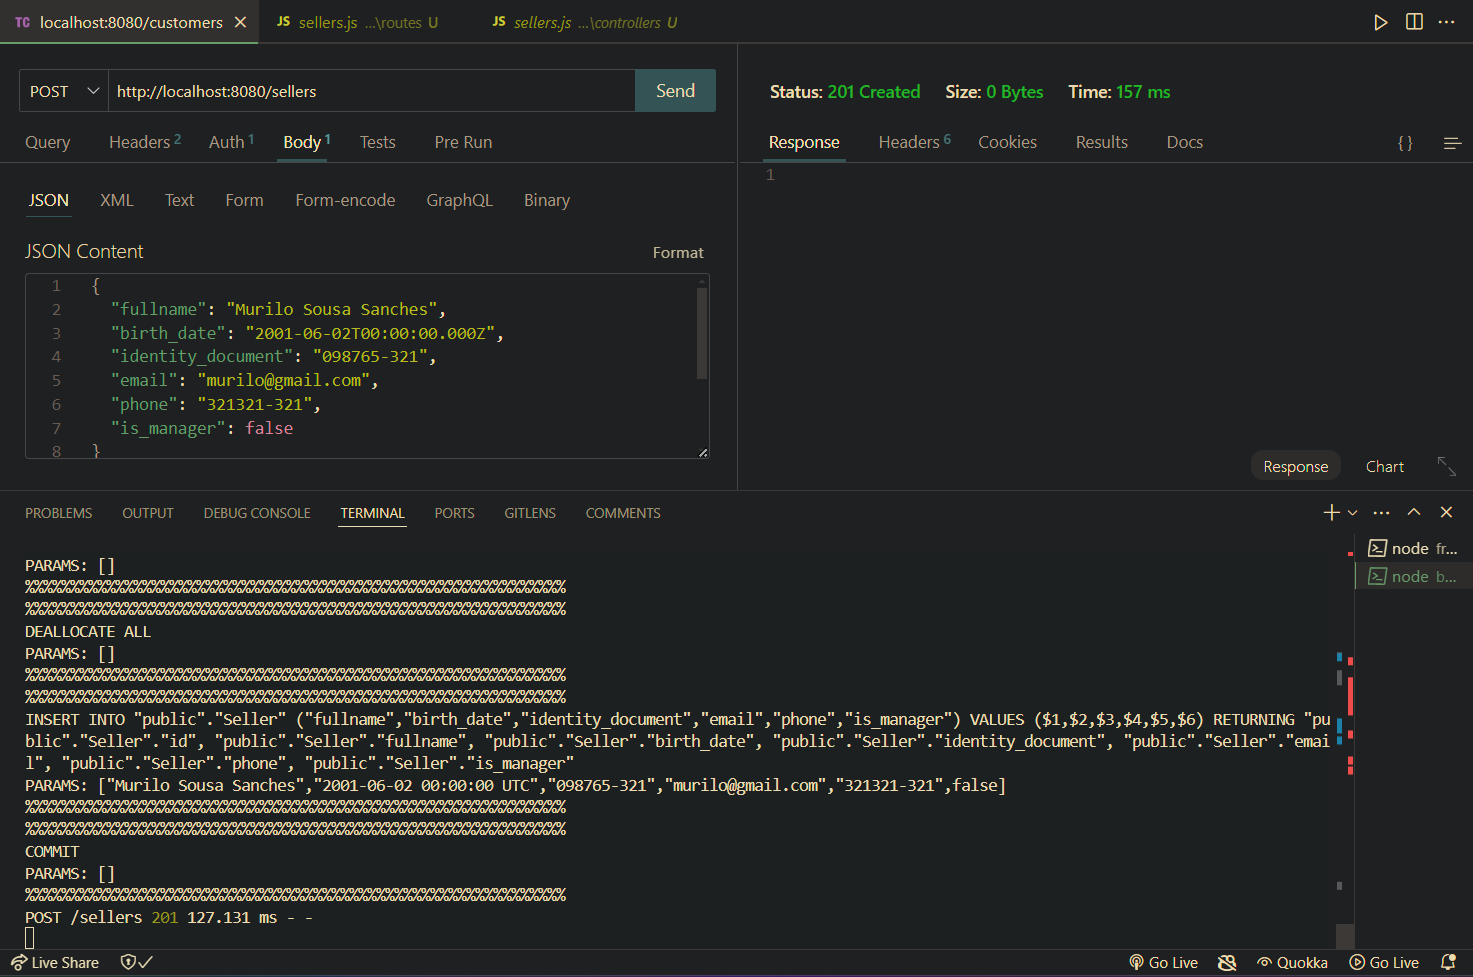 TC localhost:8080/customers
JS sellers.js ...\routes U
JS sellers.js ...\controllers U
POST http://localhost:8080/sellers Send
Query Headers 2 Auth 1 Body 1 Tests Pre Run
JSON XML Text Form Form-encode GraphQL Binary
JSON Content Format
1 {
2 "fullname": "Murilo Sousa Sanches",
3 "birth_date": "2001-06-02T00:00:00.000Z",
4 "identity_document": "098765-321",
5 "email": "murilo@gmail.com",
6 "phone": "321321-321",
7 "is_manager": false
8 }
Status: 201 Created Size: 0 Bytes Time: 157 ms
Response Headers 6 Cookies Results Docs { }
1
Response Chart
PROBLEMS OUTPUT DEBUG CONSOLE TERMINAL PORTS GITLENS COMMENTS
node fr...
node b...
PARAMS: []
%%%%%%%%%%%%%%%%%%%%%%%%%%%%%%%%%%%%%%%%%%%%%%%%%%%%%%%%%%%%
%%%%%%%%%%%%%%%%%%%%%%%%%%%%%%%%%%%%%%%%%%%%%%%%%%%%%%%%%%%%
DEALLOCATE ALL
PARAMS: []
%%%%%%%%%%%%%%%%%%%%%%%%%%%%%%%%%%%%%%%%%%%%%%%%%%%%%%%%%%%%
%%%%%%%%%%%%%%%%%%%%%%%%%%%%%%%%%%%%%%%%%%%%%%%%%%%%%%%%%%%%
INSERT INTO "public"."Seller" ("fullname","birth_date","identity_document","email","phone","is_manager") VALUES ($1,$2,$3,$4,$5,$6) RETURNING "pu
blic"."Seller"."id", "public"."Seller"."fullname", "public"."Seller"."birth_date", "public"."Seller"."identity_document", "public"."Seller"."emai
l", "public"."Seller"."phone", "public"."Seller"."is_manager"
PARAMS: ["Murilo Sousa Sanches","2001-06-02 00:00:00 UTC","098765-321","murilo@gmail.com","321321-321",false]
%%%%%%%%%%%%%%%%%%%%%%%%%%%%%%%%%%%%%%%%%%%%%%%%%%%%%%%%%%%%
%%%%%%%%%%%%%%%%%%%%%%%%%%%%%%%%%%%%%%%%%%%%%%%%%%%%%%%%%%%%
COMMIT
PARAMS: []
%%%%%%%%%%%%%%%%%%%%%%%%%%%%%%%%%%%%%%%%%%%%%%%%%%%%%%%%%%%%
POST /sellers 201 127.131 ms - -
Live Share Go Live Quokka Go Live